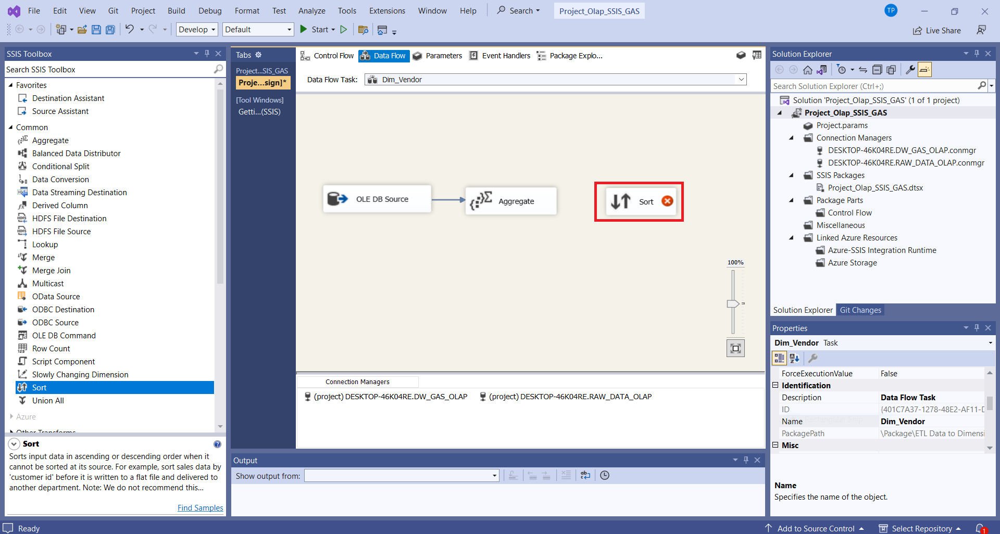 File Edit View Git Project Build Debug Format Test Analyze Tools Extensions Window Help Search Project_Olap_SSIS_GAS TP
Develop Default Start Live Share
SSIS Toolbox
Search SSIS Toolbox
Favorites
Destination Assistant
Source Assistant
Common
Aggregate
Balanced Data Distributor
Conditional Split
Data Conversion
Data Streaming Destination
Derived Column
HDFS File Destination
HDFS File Source
Lookup
Merge
Merge Join
Multicast
OData Source
ODBC Destination
ODBC Source
OLE DB Command
Row Count
Script Component
Slowly Changing Dimension
Sort
Union All
Azure
Other Transforms
Sort
Sorts input data in ascending or descending order when it
cannot be sorted at its source. For example, sort sales data by
'customer id' before it is written to a flat file and delivered to
another department. Note: We do not recommend this...
Find Samples
Tabs
Project...SIS_GAS
Proje...sign]*
[Tool Windows]
Getti...(SSIS)
Control Flow Data Flow Parameters Event Handlers Package Explo...
Data Flow Task: Dim_Vendor
OLE DB Source
Aggregate
Sort
100%
Connection Managers
(project) DESKTOP-46K04RE.DW_GAS_OLAP (project) DESKTOP-46K04RE.RAW_DATA_OLAP
Output
Show output from:
Solution Explorer
Search Solution Explorer (Ctrl+;)
Solution 'Project_Olap_SSIS_GAS' (1 of 1 project)
Project_Olap_SSIS_GAS
Project.params
Connection Managers
DESKTOP-46K04RE.DW_GAS_OLAP.conmgr
DESKTOP-46K04RE.RAW_DATA_OLAP.conmgr
SSIS Packages
Project_Olap_SSIS_GAS.dtsx
Package Parts
Control Flow
Miscellaneous
Linked Azure Resources
Azure-SSIS Integration Runtime
Azure Storage
Solution Explorer Git Changes
Properties
Dim_Vendor Task
ForceExecutionValue False
Identification
Description Data Flow Task
ID {401C7A37-1278-48E2-AF11-D
Name Dim_Vendor
PackagePath \Package\ETL Data to Dimensi
Misc
Name
Specifies the name of the object.
Ready
Add to Source Control Select Repository 1